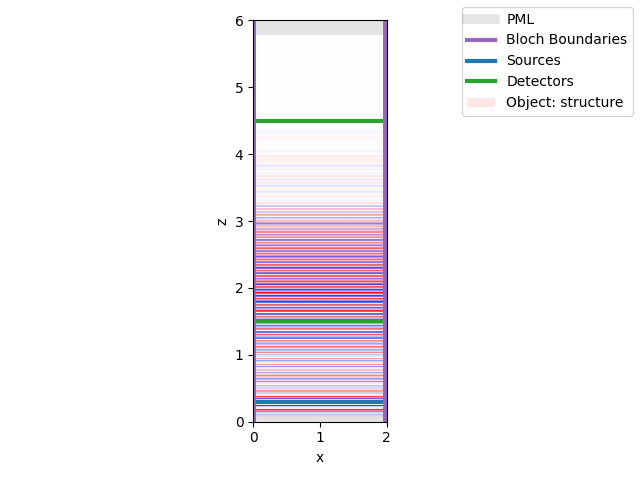 PML
Bloch Boundaries
Sources
Detectors
Object: structure
6
5
4
3
2
1
0
z
0 1 2
x